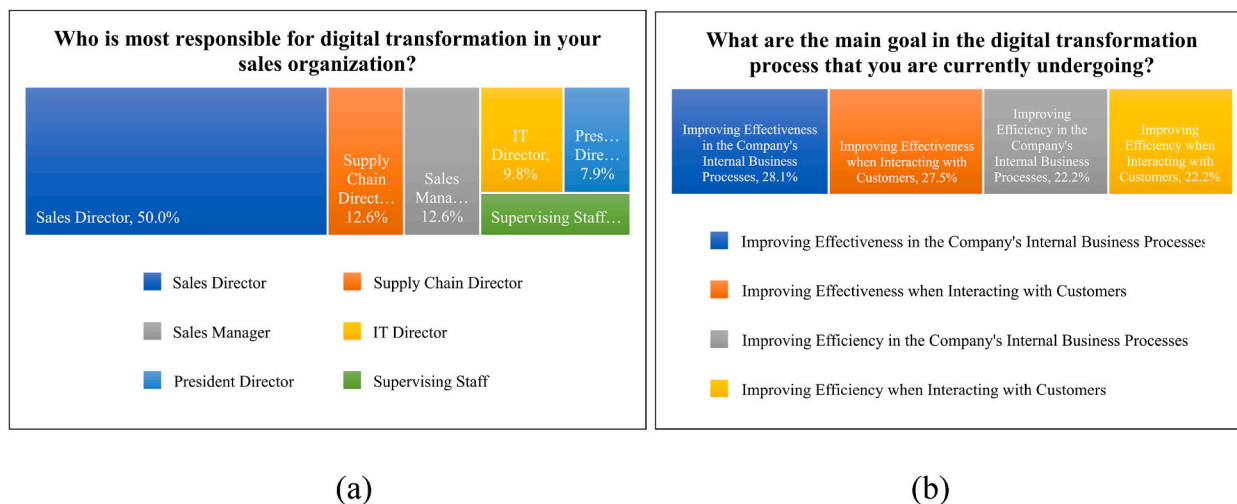 Who is most responsible for digital transformation in your
sales organization?
Sales Director, 50.0%
Supply
Chain
Direct…
12.6%
Sales
Mana…
12.6%
IT
Director,
9.8%
Pres…
Dire…
7.9%
Supervising Staff…
Sales Director
Supply Chain Director
Sales Manager
IT Director
President Director
Supervising Staff
(a)
What are the main goal in the digital transformation
process that you are currently undergoing?
Improving Effectiveness
in the Company's
Internal Business
Processes, 28.1%
Improving Effectiveness
when Interacting with
Customers, 27.5%
Improving
Efficiency in the
Company's
Internal Business
Processes, 22.2%
Improving
Efficiency when
Interacting with
Customers, 22.2%
Improving Effectiveness in the Company's Internal Business Processes
Improving Effectiveness when Interacting with Customers
Improving Efficiency in the Company's Internal Business Processes
Improving Efficiency when Interacting with Customers
(b)